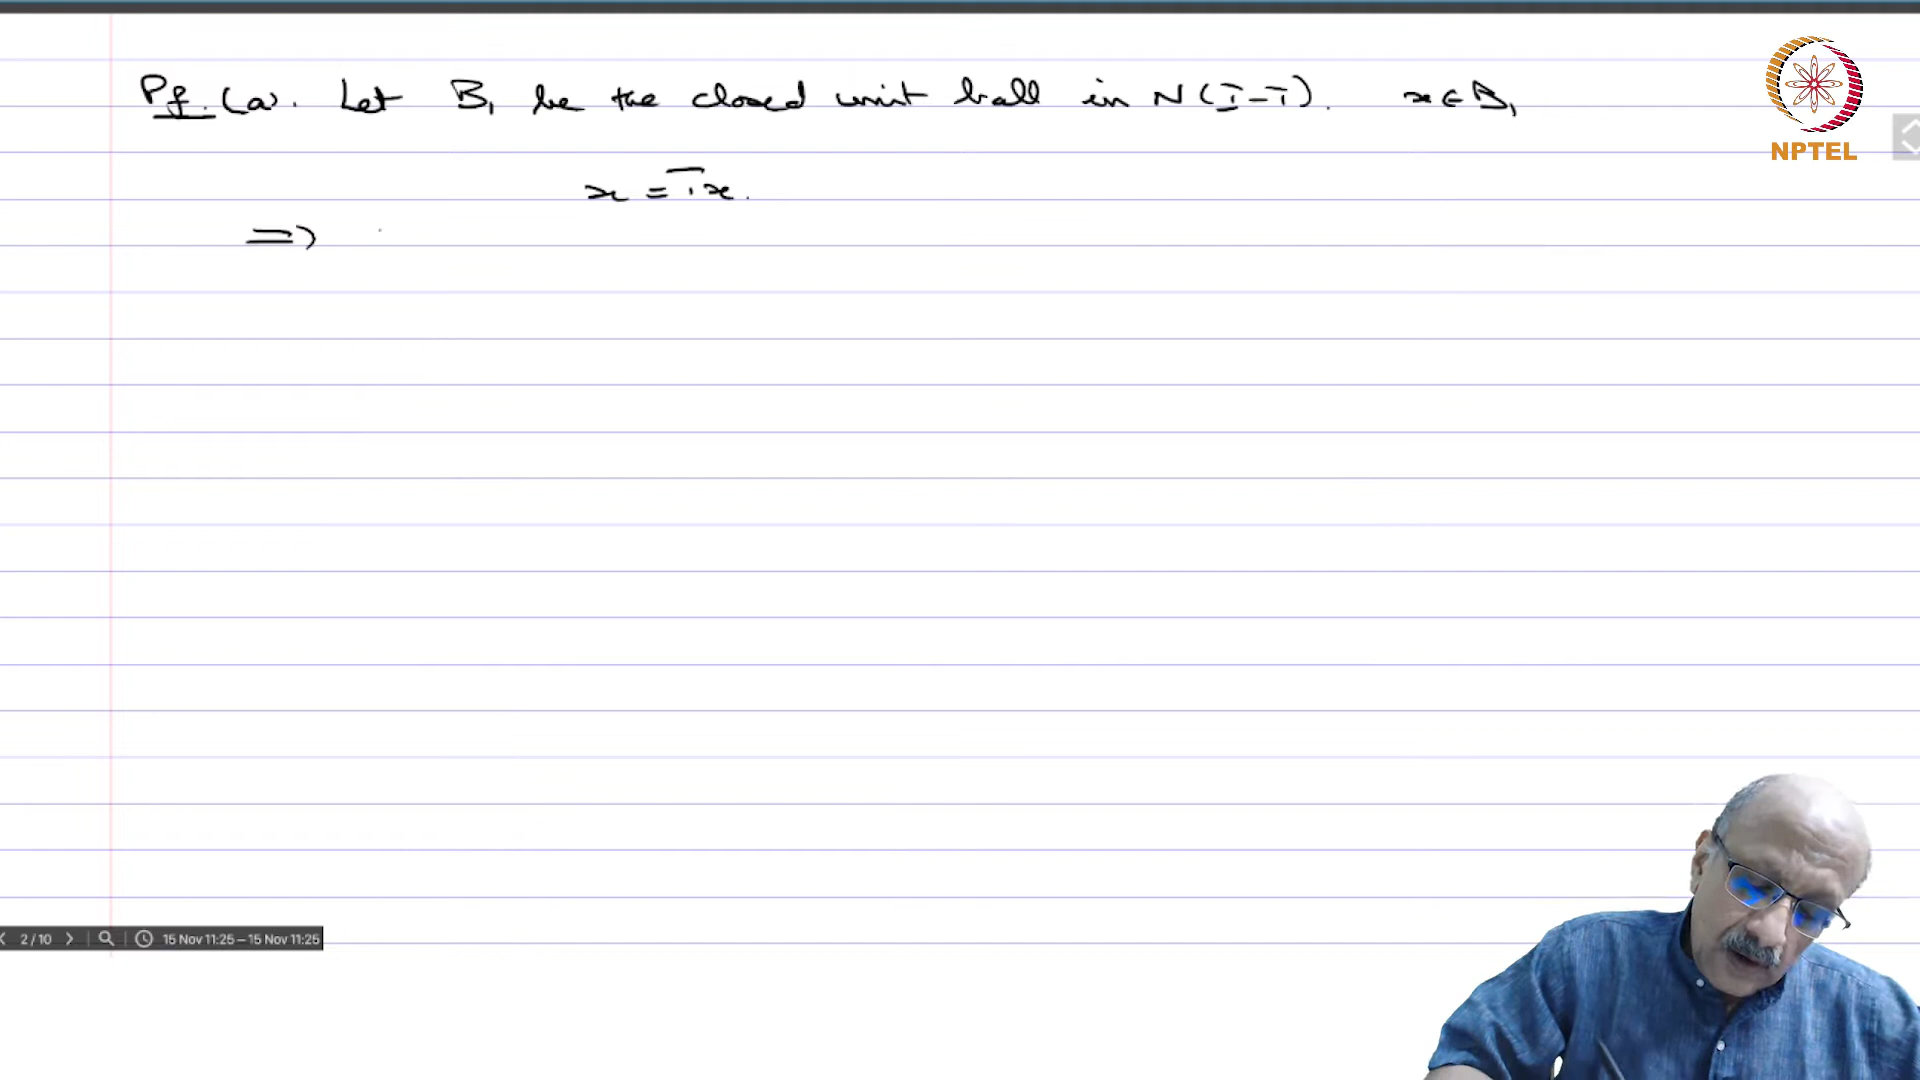 Pf. (a). Let B₁ be the closed unit ball in N(I-T). x ∈ B₁
x = Tx.
⇒
NPTEL
2 / 10 15 Nov 11:25 – 15 Nov 11:25